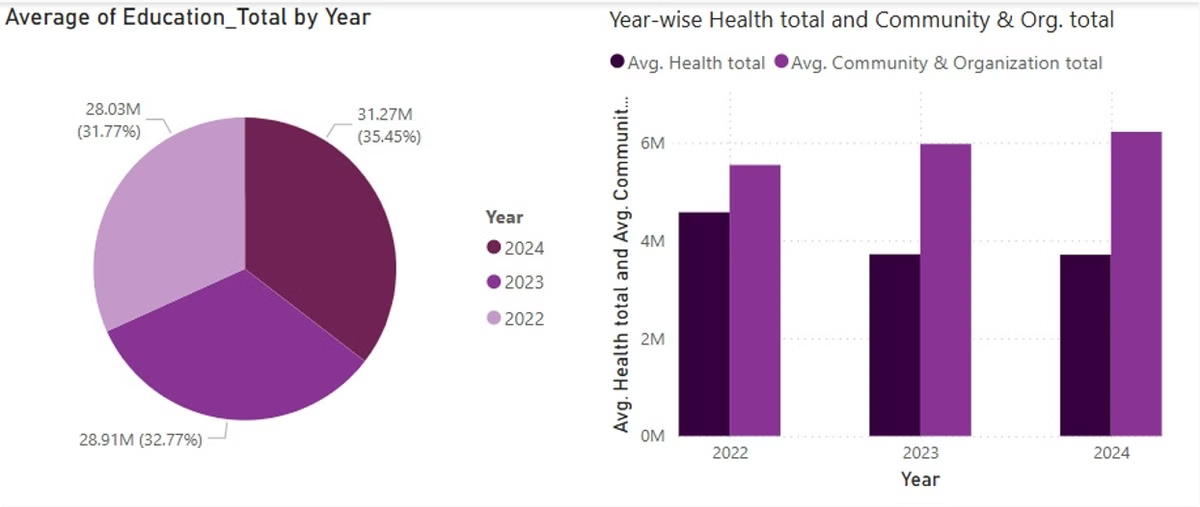 Average of Education_Total by Year
28.03M
(31.77%)
31.27M
(35.45%)
28.91M (32.77%)
Year
2024
2023
2022
Year-wise Health total and Community & Org. total
Avg. Health total
Avg. Community & Organization total
Avg. Health total and Avg. Communit...
6M
4M
2M
0M
2022
2023
2024
Year